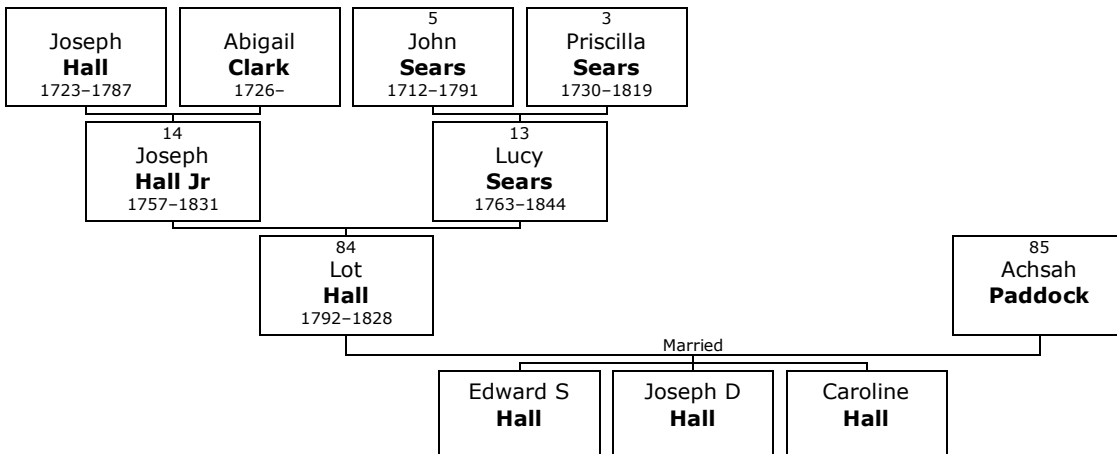 Joseph
Hall
1723–1787
Abigail
Clark
1726–
5
John
Sears
1712–1791
3
Priscilla
Sears
1730–1819
14
Joseph
Hall Jr
1757–1831
13
Lucy
Sears
1763–1844
84
Lot
Hall
1792–1828
85
Achsah
Paddock
Married
Edward S
Hall
Joseph D
Hall
Caroline
Hall